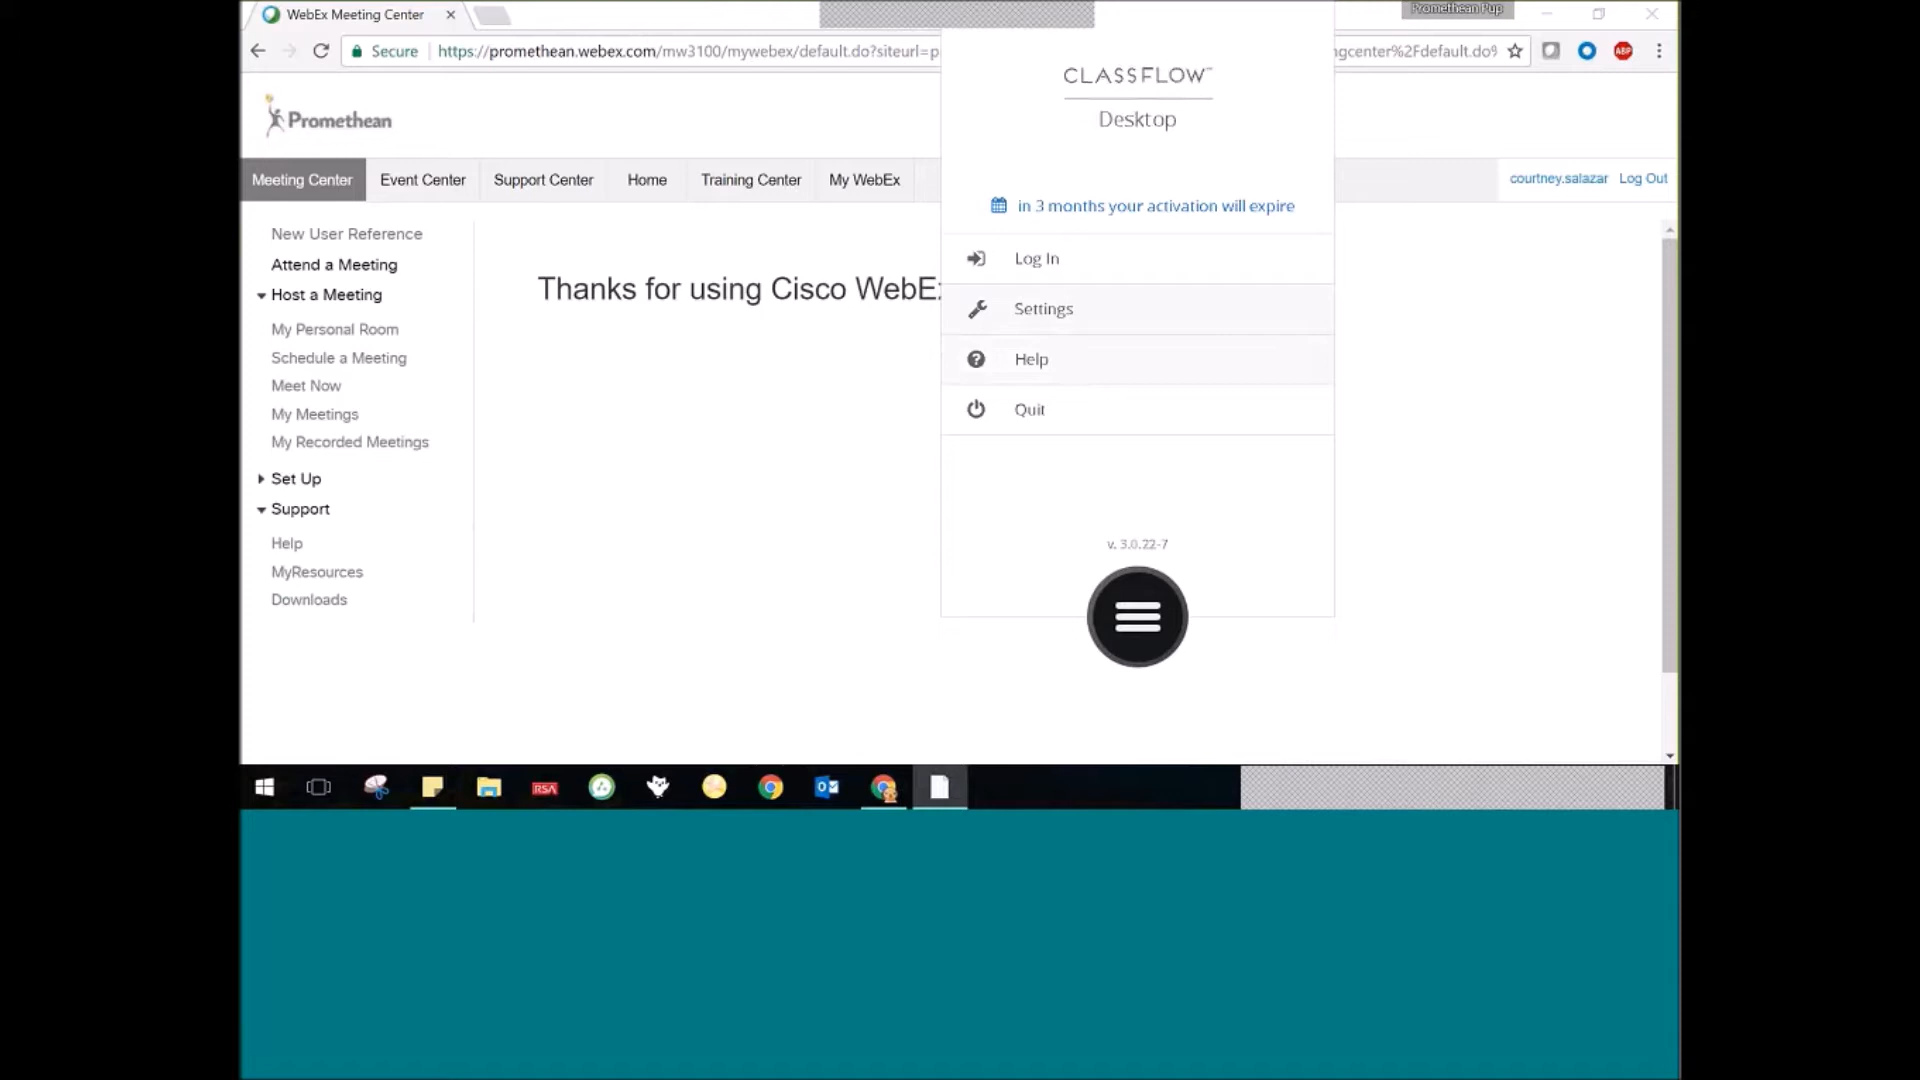 WebEx Meeting Center
Promethean Pup
Secure
https://promethean.webex.com/mw3100/mywebex/default.do?siteurl=p
ngcenter%2Fdefault.do%
ABP
CLASSFLOW™
Desktop
Promethean
Meeting Center
Event Center
Support Center
Home
Training Center
My WebEx
courtney.salazar
Log Out
in 3 months your activation will expire
New User Reference
Attend a Meeting
Host a Meeting
My Personal Room
Schedule a Meeting
Meet Now
My Meetings
My Recorded Meetings
Set Up
Support
Help
MyResources
Downloads
Thanks for using Cisco WebEx
Log In
Settings
Help
Quit
v. 3.0.22-7
RSA